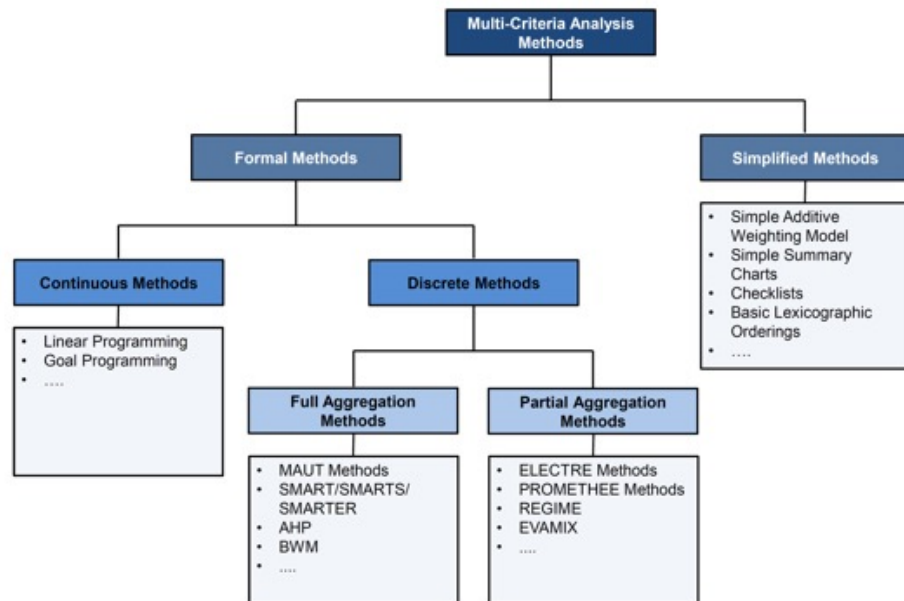 Multi-Criteria Analysis
Methods
Formal Methods
Simplified Methods
• Simple Additive
Weighting Model
• Simple Summary
Charts
• Checklists
• Basic Lexicographic
Orderings
• ….
Continuous Methods
Discrete Methods
• Linear Programming
• Goal Programming
• ….
Full Aggregation
Methods
Partial Aggregation
Methods
• MAUT Methods
• SMART/SMARTS/
SMARTER
• AHP
• BWM
• ….
• ELECTRE Methods
• PROMETHEE Methods
• REGIME
• EVAMIX
• ….